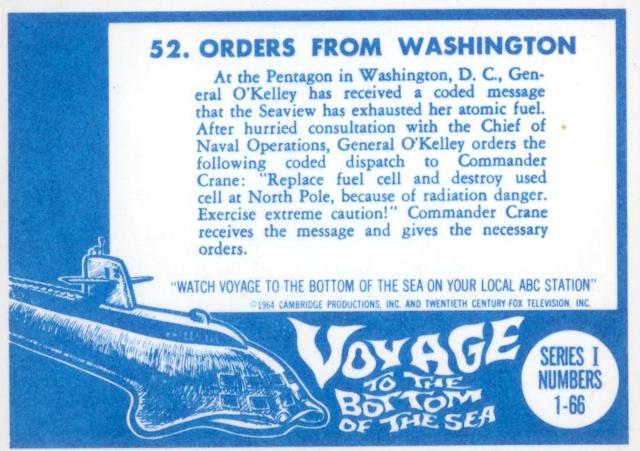 52. ORDERS FROM WASHINGTON
At the Pentagon in Washington, D. C., Gen-
eral O'Kelley has received a coded message
that the Seaview has exhausted her atomic fuel.
After hurried consultation with the Chief of
Naval Operations, General O'Kelley orders the
following coded dispatch to Commander
Crane: "Replace fuel cell and destroy used
cell at North Pole, because of radiation danger.
Exercise extreme caution!" Commander Crane
receives the message and gives the necessary
orders.
"WATCH VOYAGE TO THE BOTTOM OF THE SEA ON YOUR LOCAL ABC STATION"
©1964 CAMBRIDGE PRODUCTIONS, INC. AND TWENTIETH CENTURY-FOX TELEVISION, INC.
VOYAGE
TO THE
BOTTOM
OF THE SEA
SERIES I
NUMBERS
1-66